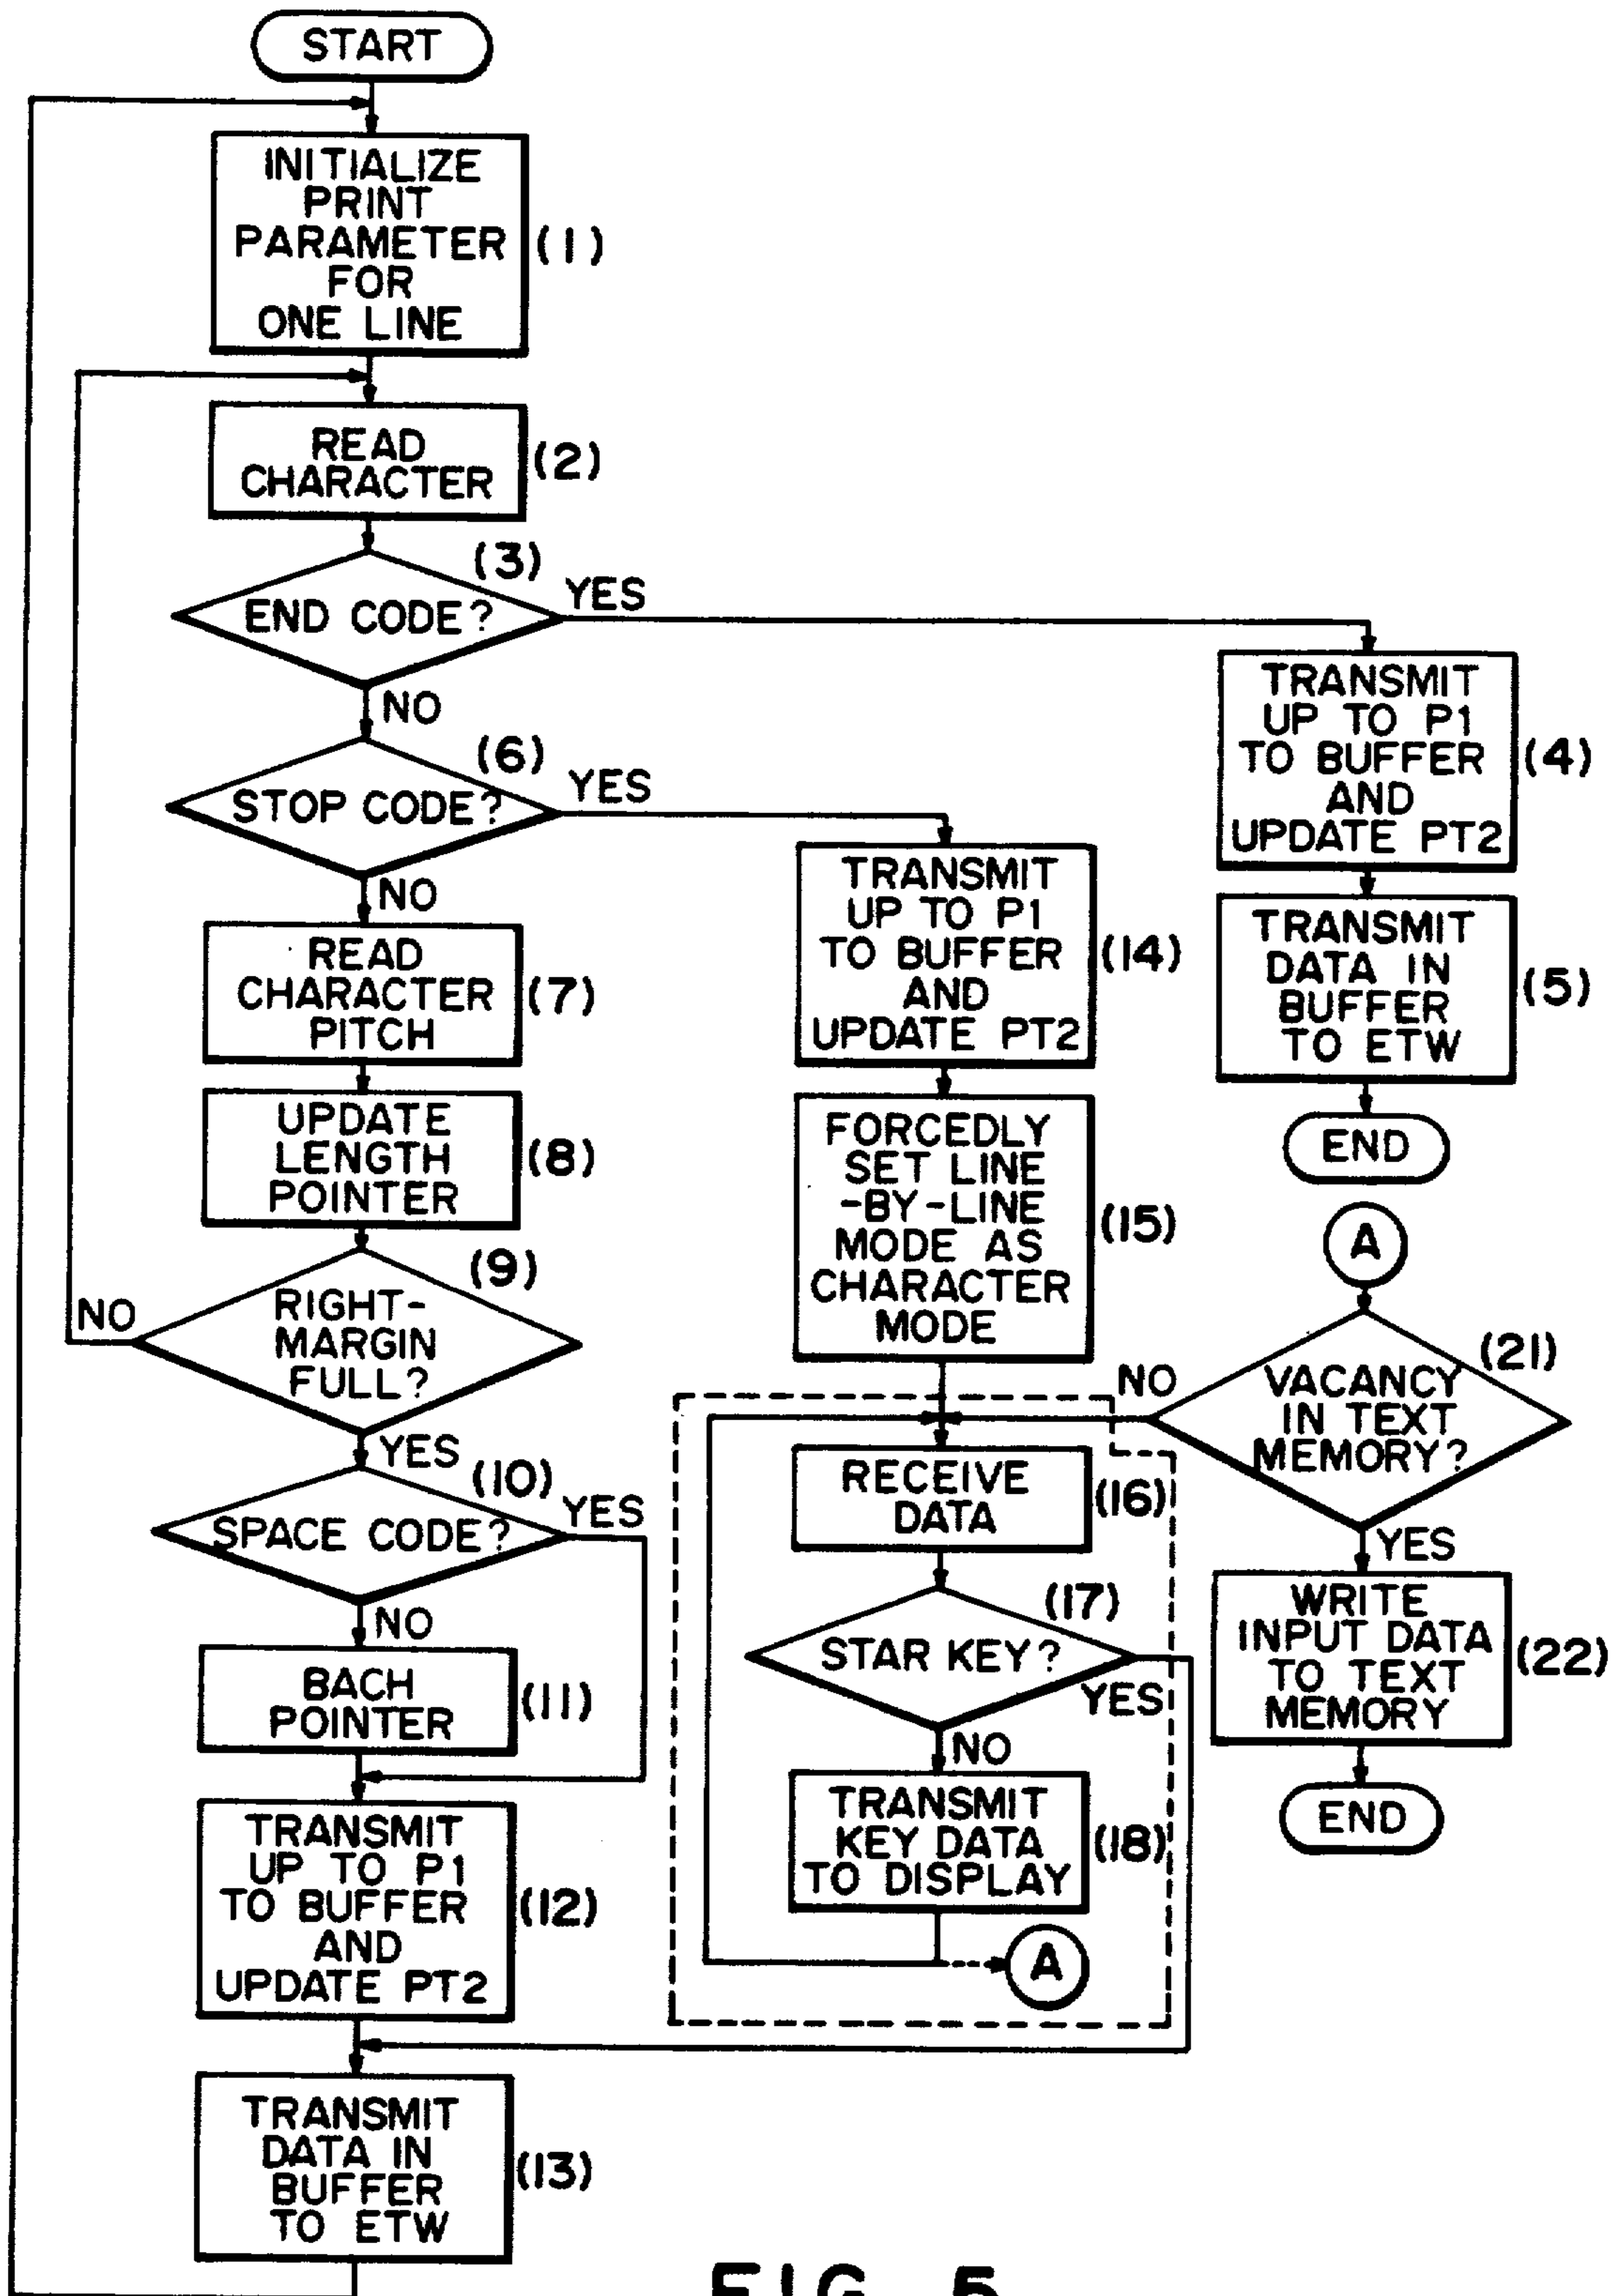 START
INITIALIZE
PRINT
PARAMETER
FOR
ONE LINE
(1)
READ
CHARACTER
(2)
END CODE?
(3)
YES
NO
STOP CODE?
(6)
YES
NO
READ
CHARACTER
PITCH
(7)
UPDATE
LENGTH
POINTER
(8)
RIGHT-
MARGIN
FULL?
(9)
NO
YES
SPACE CODE?
(10)
YES
NO
BACH
POINTER
(11)
TRANSMIT
UP TO P1
TO BUFFER
AND
UPDATE PT2
(12)
TRANSMIT
DATA IN
BUFFER
TO ETW
(13)
TRANSMIT
UP TO P1
TO BUFFER
AND
UPDATE PT2
(14)
FORCEDLY
SET LINE
-BY-LINE
MODE AS
CHARACTER
MODE
(15)
RECEIVE
DATA
(16)
STAR KEY?
(17)
YES
NO
TRANSMIT
KEY DATA
TO DISPLAY
(18)
A
TRANSMIT
UP TO P1
TO BUFFER
AND
UPDATE PT2
(4)
TRANSMIT
DATA IN
BUFFER
TO ETW
(5)
END
A
VACANCY
IN TEXT
MEMORY?
(21)
NO
YES
WRITE
INPUT DATA
TO TEXT
MEMORY
(22)
END
FIG. 5